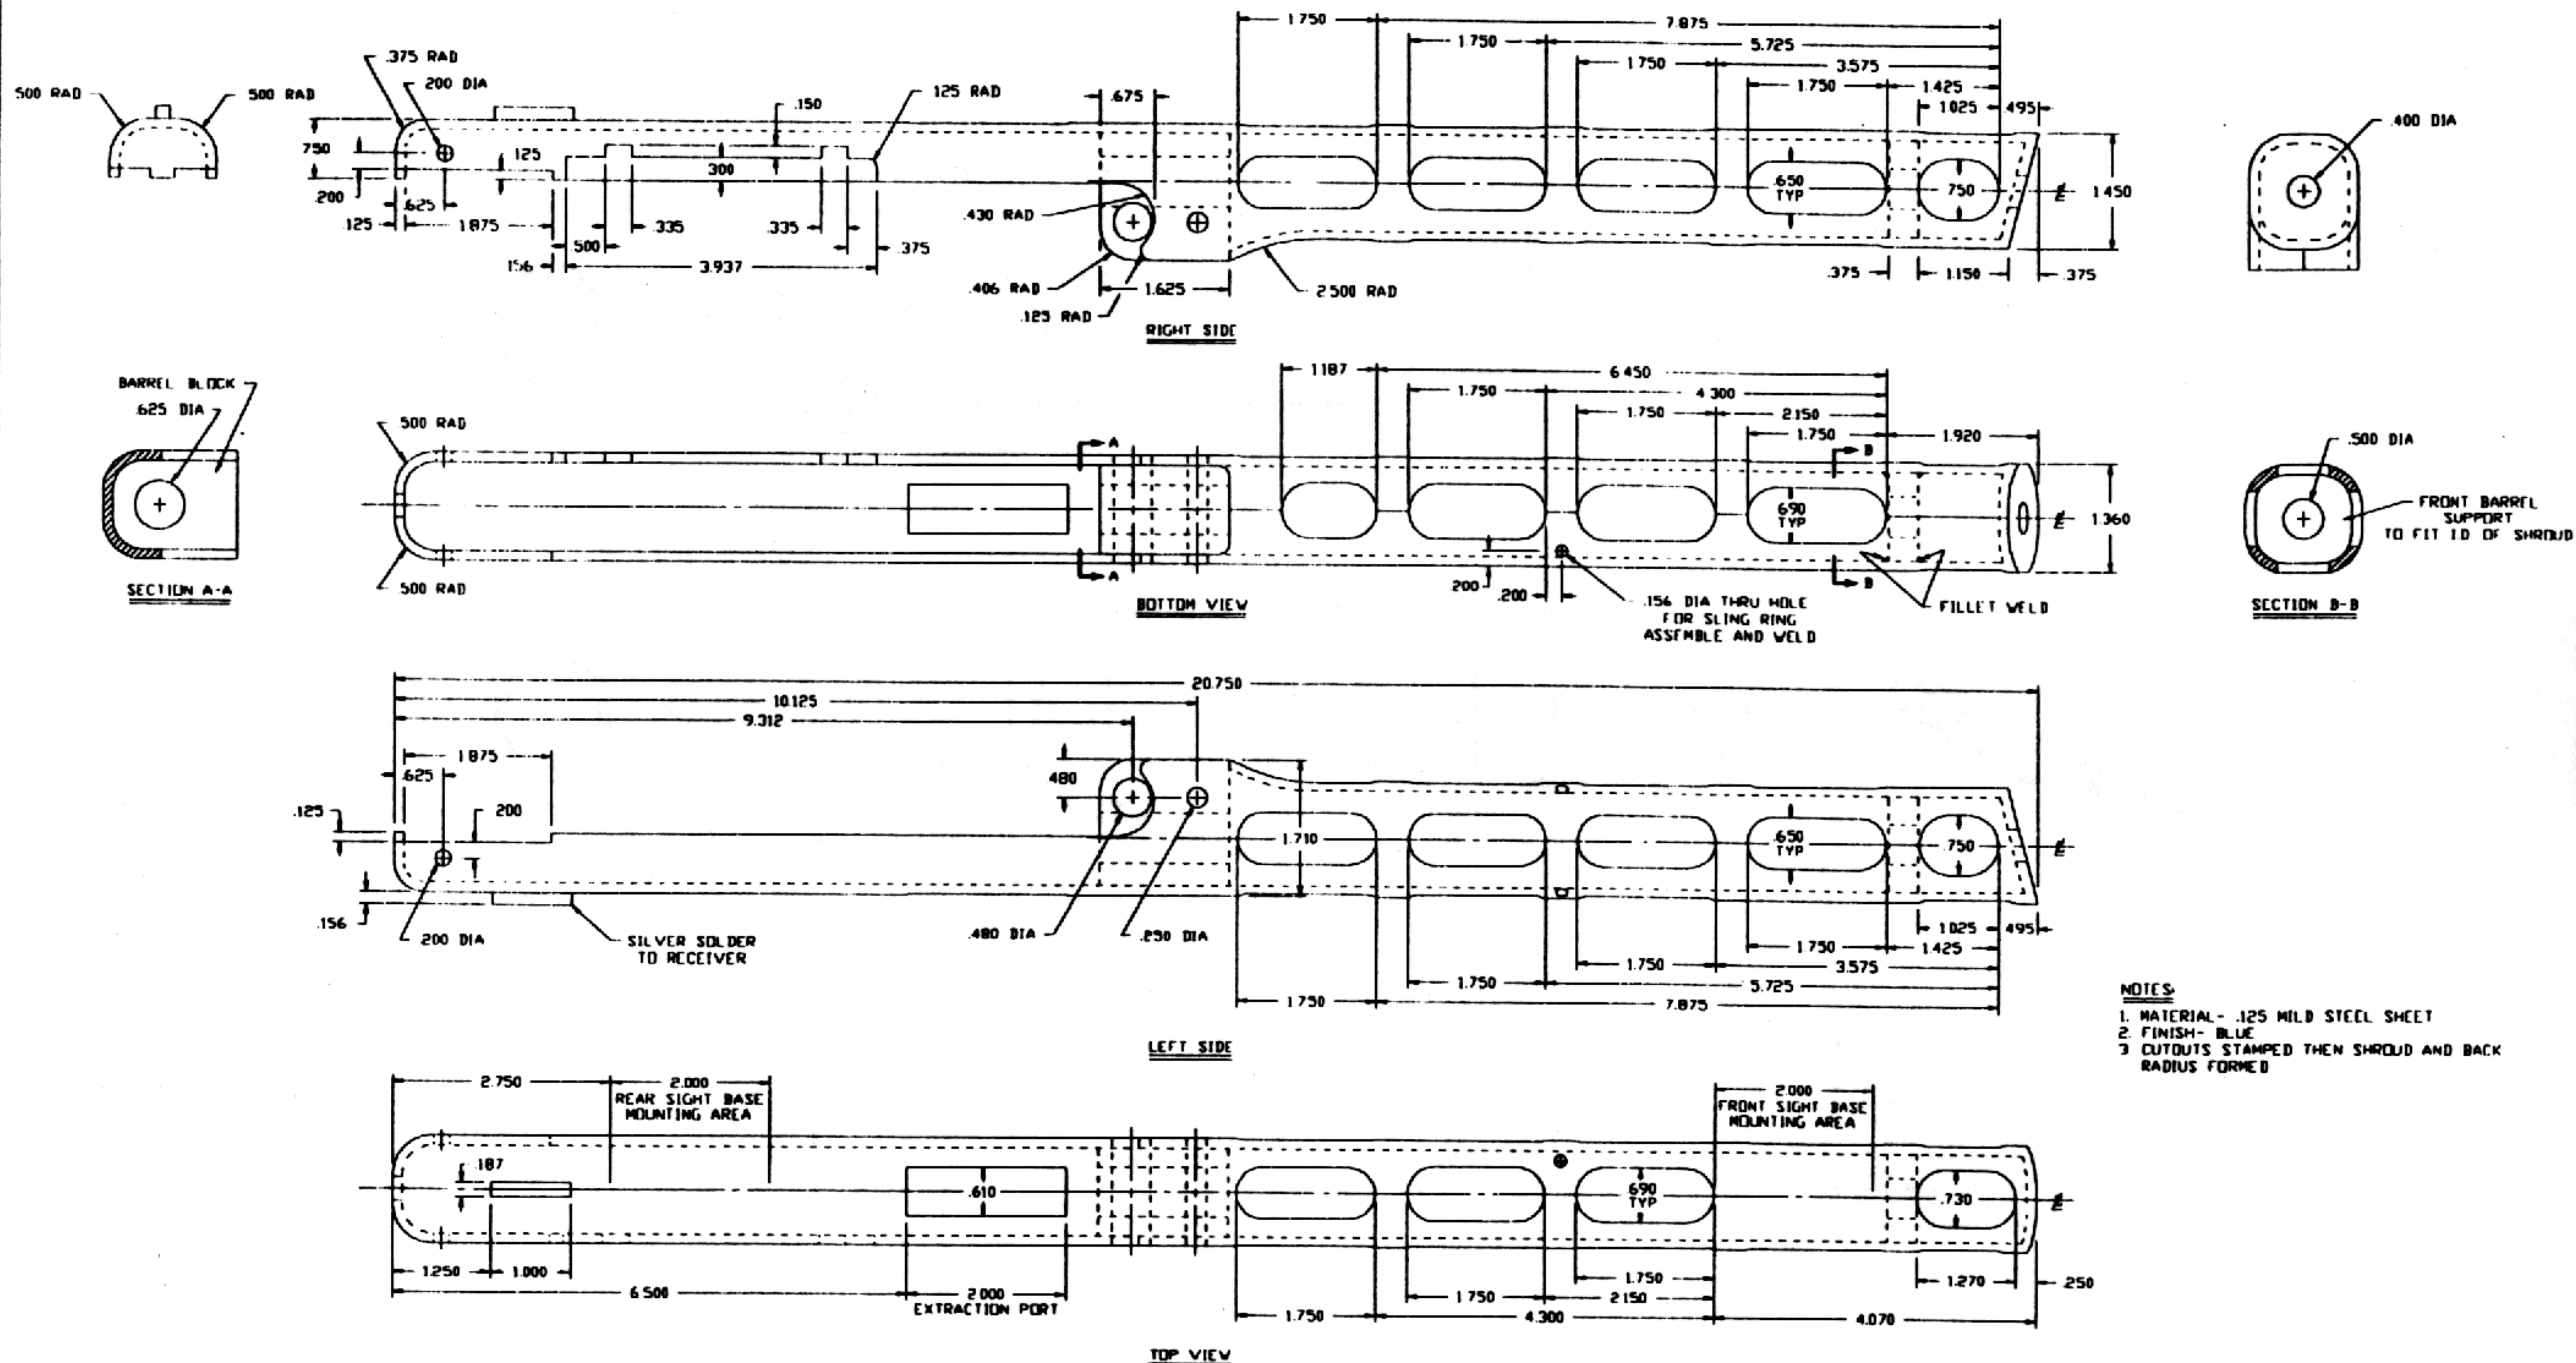 1.750
7.875
1.750
5.725
1.750
3.575
1.750
1.425
1.025
.495
.375 RAD
.200 DIA
.500 RAD
.500 RAD
.150
.125 RAD
.675
.400 DIA
.750
.125
.300
.650
TYP
.750
1.450
.200
.625
.430 RAD
.125
1.875
.335
.335
.500
.375
.156
3.937
.406 RAD
1.625
2.500 RAD
.375
1.150
.375
.125 RAD
RIGHT SIDE
BARREL BLOCK
.625 DIA
SECTION A-A
.500 RAD
.500 RAD
A
A
1.187
6.450
1.750
4.300
1.750
2.150
1.750
1.920
B
B
.690
TYP
1.360
.200
.200
.156 DIA THRU HOLE
FOR SLING RING
ASSEMBLE AND WELD
FILLET WELD
BOTTOM VIEW
.500 DIA
FRONT BARREL
SUPPORT
TO FIT I D OF SHROUD
SECTION B-B
20.750
10.125
9.312
1.875
.625
.480
.125
.200
1.710
.650
TYP
.750
.156
.200 DIA
SILVER SOLDER
TO RECEIVER
.480 DIA
.250 DIA
1.025
.495
1.750
1.425
1.750
3.575
1.750
5.725
1.750
7.875
LEFT SIDE
NOTES
1. MATERIAL- .125 MILD STEEL SHEET
2. FINISH- BLUE
3 CUTOUTS STAMPED THEN SHROUD AND BACK
RADIUS FORMED
2.750
2.000
REAR SIGHT BASE
MOUNTING AREA
2.000
FRONT SIGHT BASE
MOUNTING AREA
.187
.610
.690
TYP
.730
1.250
1.000
6.500
2.000
EXTRACTION PORT
1.750
1.270
.250
1.750
2.150
1.750
4.300
4.070
TOP VIEW